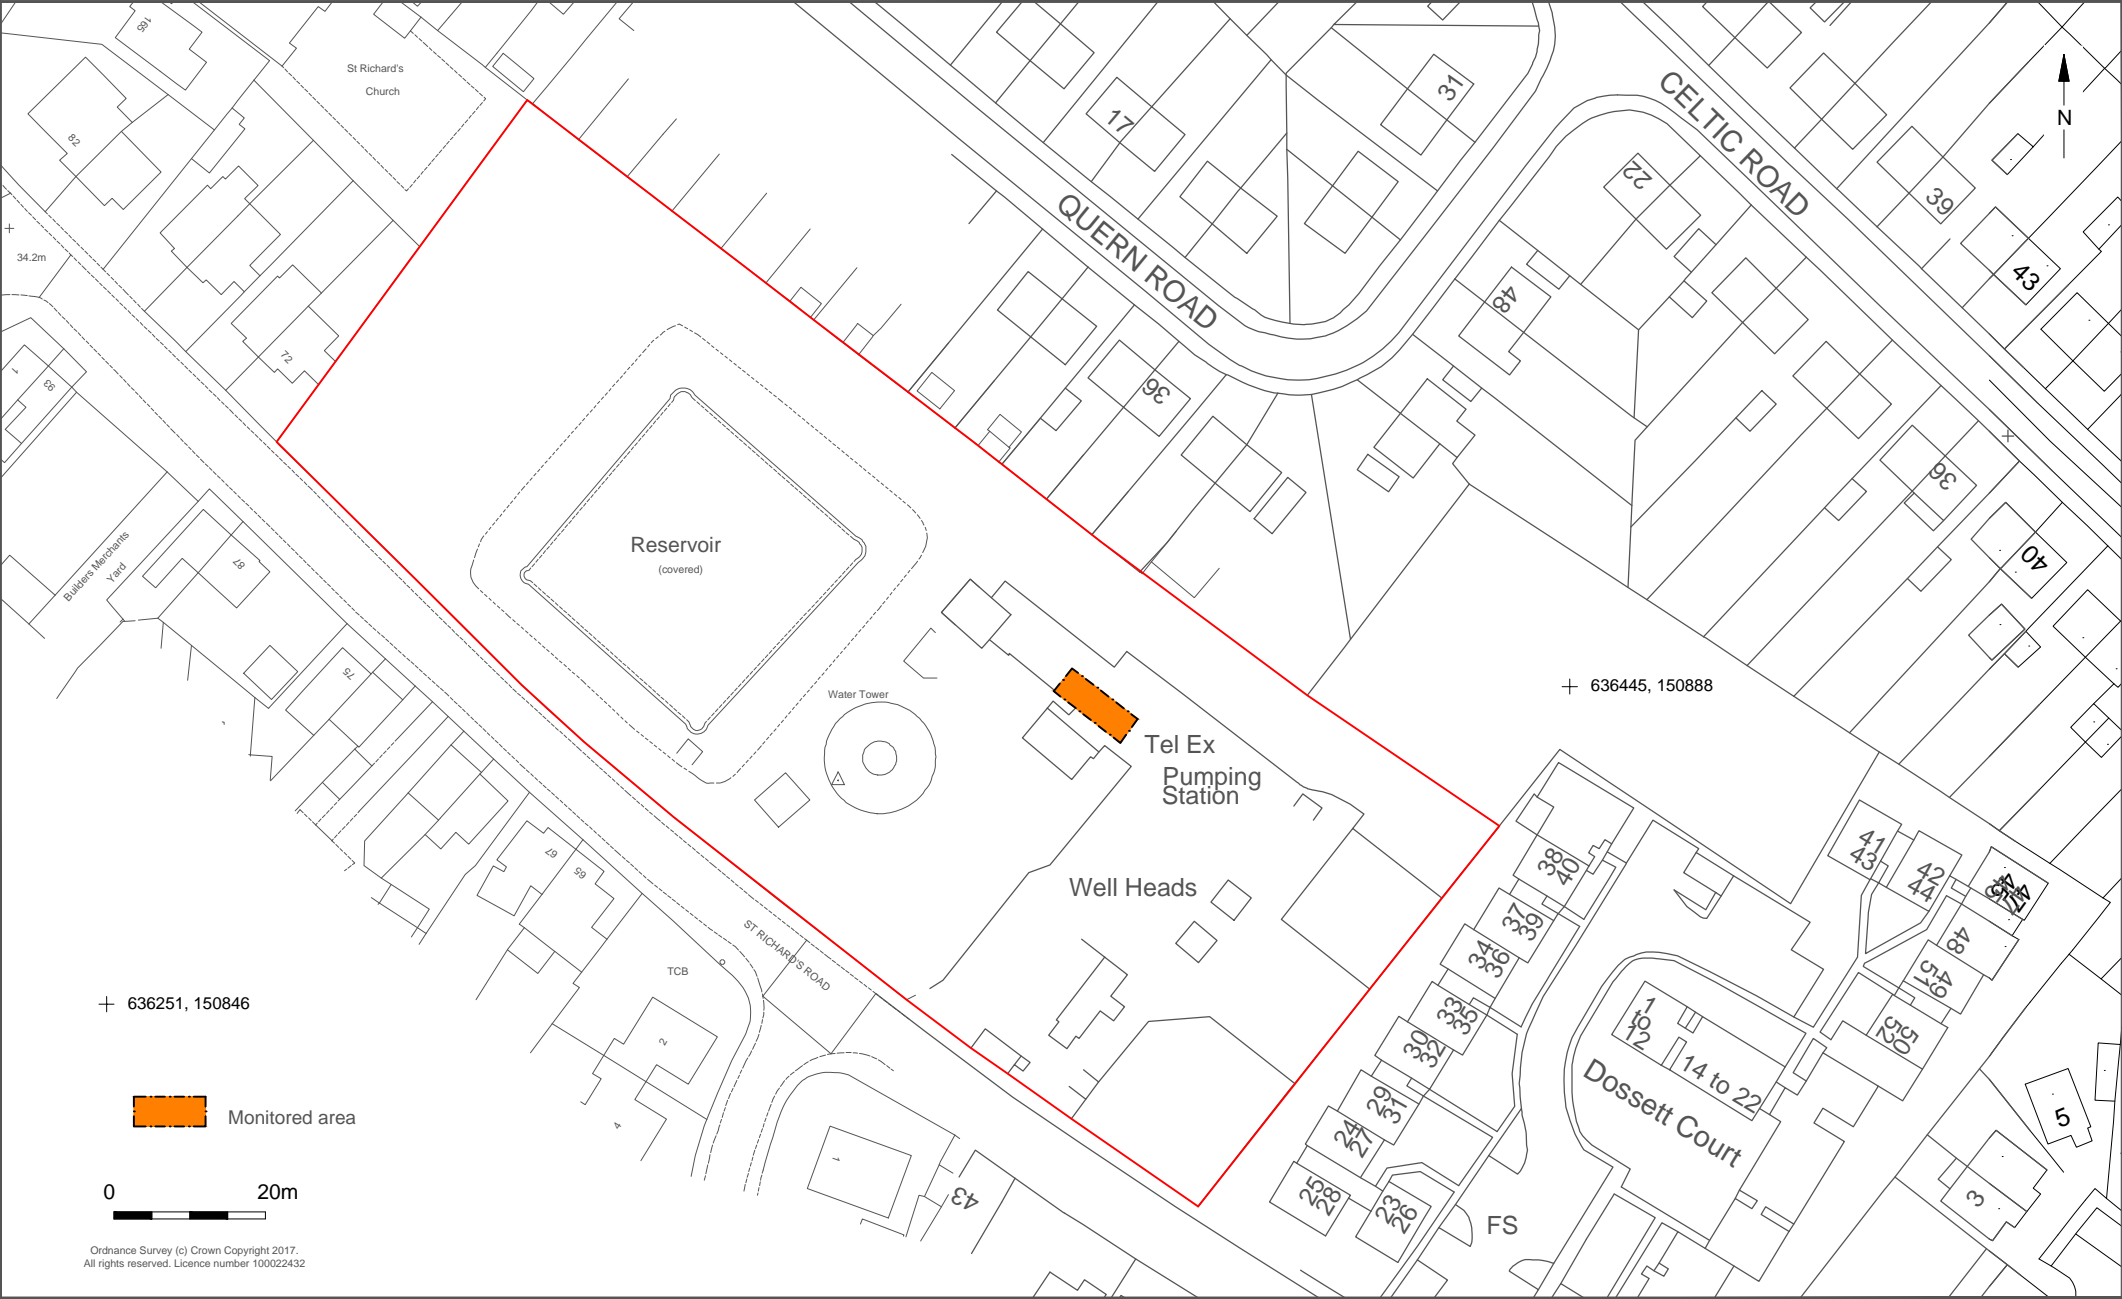 168
St Richard's
Church
82
34.2m
72
1
93
Builders Merchants
Yard
87
75
67
65
TCB
2
4
1
43
ST RICHARD'S ROAD
Reservoir
(covered)
Water Tower
Tel Ex
Pumping
Station
Well Heads
17
31
QUERN ROAD
CELTIC ROAD
22
48
36
39
43
36
40
N
636445, 150888
636251, 150846
38
40
37
39
34
36
33
35
30
32
29
31
24
27
25
28
23
26
FS
41
43
42
44
48
49
51
50
52
1
to
12
14 to 22
Dossett Court
5
3
Monitored area
0 20m
Ordnance Survey (c) Crown Copyright 2017.
All rights reserved. Licence number 100022432